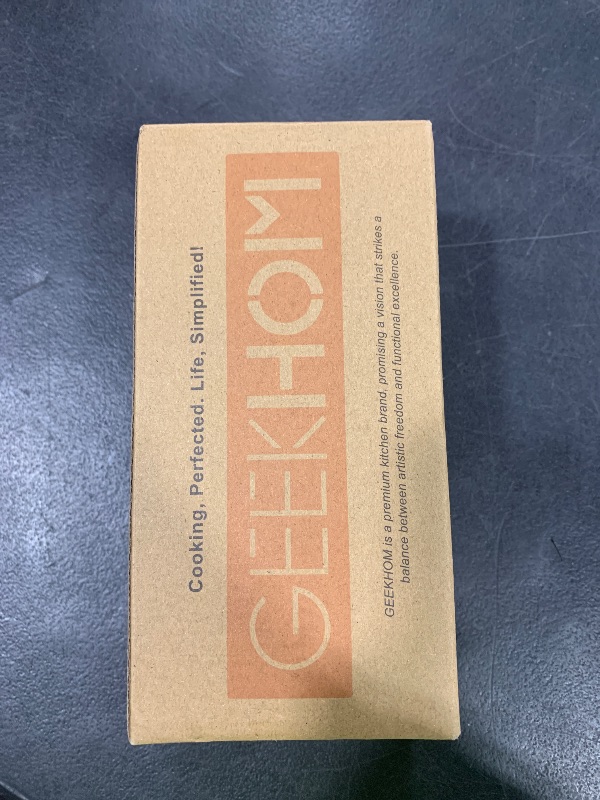 Cooking, Perfected. Life, Simplified!
GEEKHOM
GEEKHOM is a premium kitchen brand, promising a vision that strikes a
balance between artistic freedom and functional excellence.